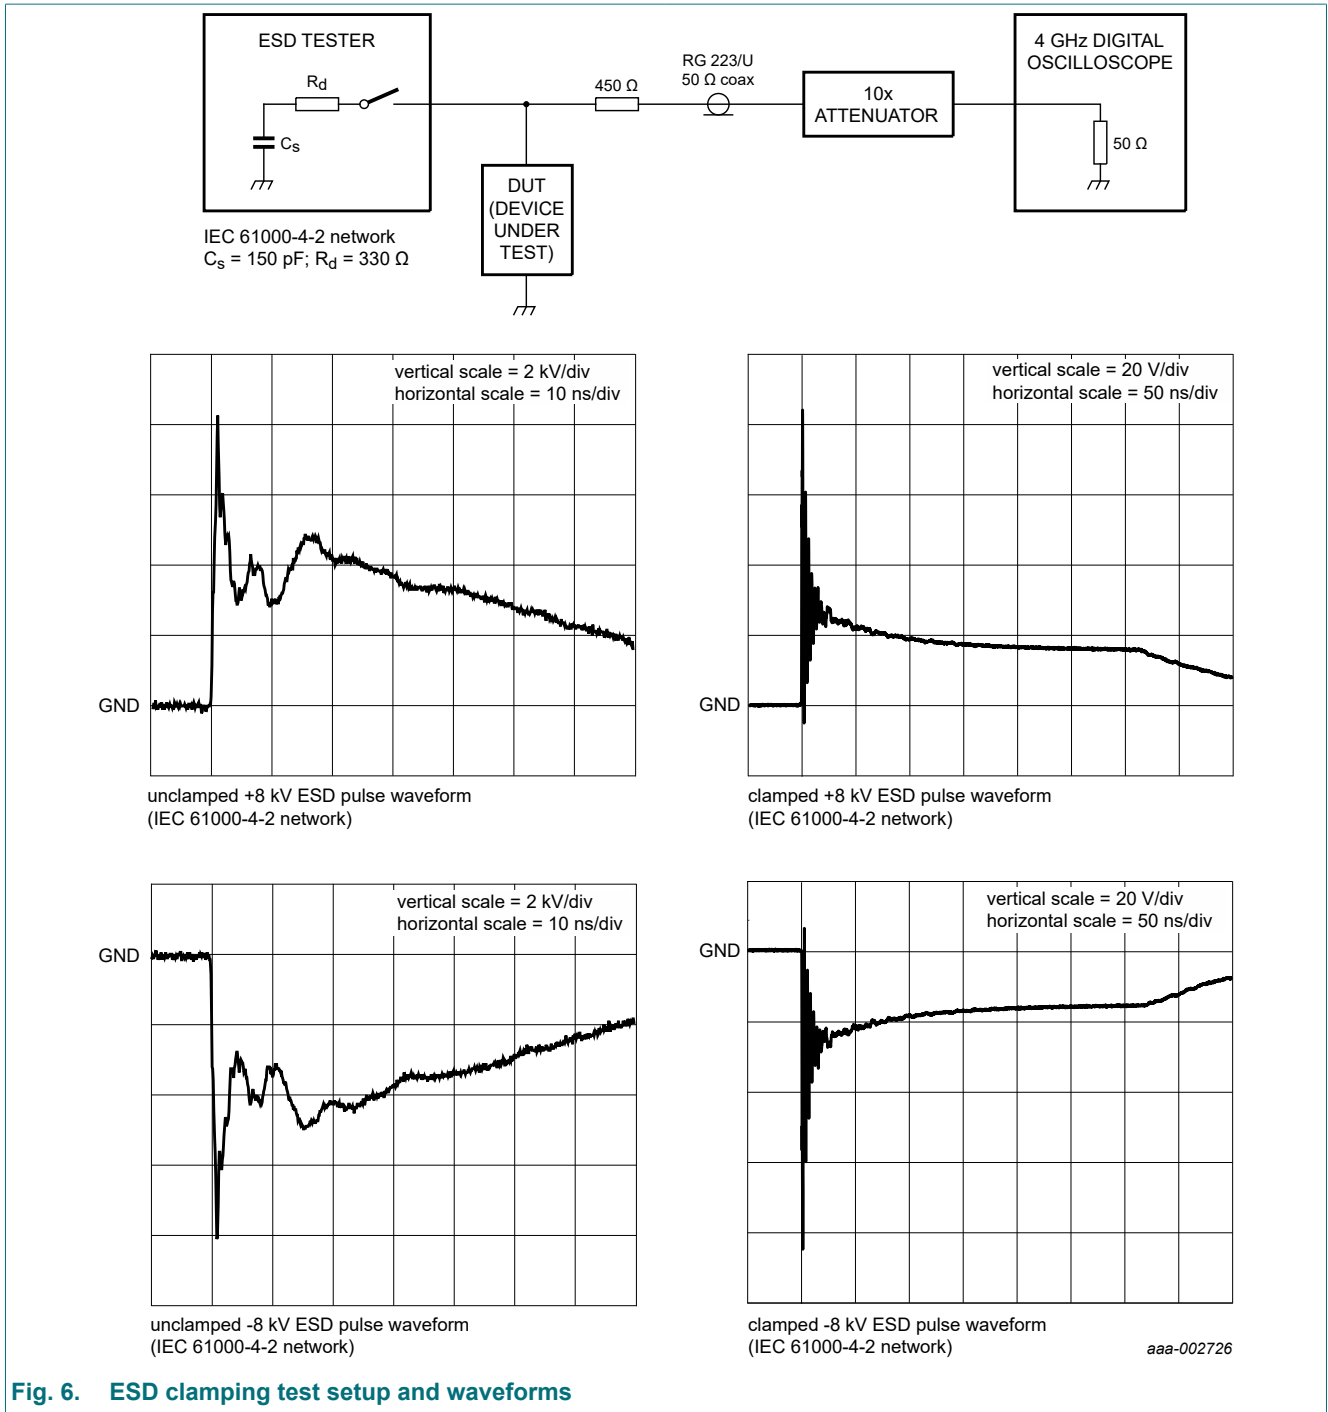 ESD TESTER
Rd
Cs
IEC 61000-4-2 network
Cs = 150 pF; Rd = 330 Ω
DUT
(DEVICE
UNDER
TEST)
450 Ω
RG 223/U
50 Ω coax
10x
ATTENUATOR
4 GHz DIGITAL
OSCILLOSCOPE
50 Ω
vertical scale = 2 kV/div
horizontal scale = 10 ns/div
GND
unclamped +8 kV ESD pulse waveform
(IEC 61000-4-2 network)
vertical scale = 20 V/div
horizontal scale = 50 ns/div
GND
clamped +8 kV ESD pulse waveform
(IEC 61000-4-2 network)
vertical scale = 2 kV/div
horizontal scale = 10 ns/div
GND
unclamped -8 kV ESD pulse waveform
(IEC 61000-4-2 network)
vertical scale = 20 V/div
horizontal scale = 50 ns/div
GND
clamped -8 kV ESD pulse waveform
(IEC 61000-4-2 network)
aaa-002726
Fig. 6. ESD clamping test setup and waveforms